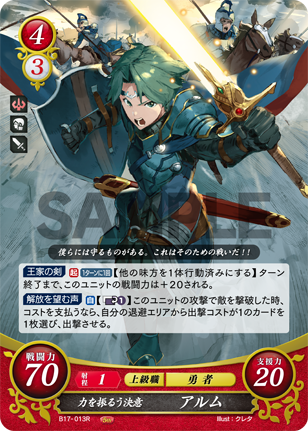 4
3
SAMPLE
僕らには守るものがある。これはそのための戦いだ!!
王家の剣 起 1ターンに1回 【他の味方を1体行動済みにする】ターン
終了まで、このユニットの戦闘力は+20される。
解放を望む声 自 【1】このユニットの攻撃で敵を撃破した時、
コストを支払うなら、自分の退避エリアから出撃コストが1のカードを
1枚選び、出撃させる。
戦闘力
70
射程 1 上級職 勇者
支援力
20
力を振るう決意 アルム
B17-013R
Illust:クレタ